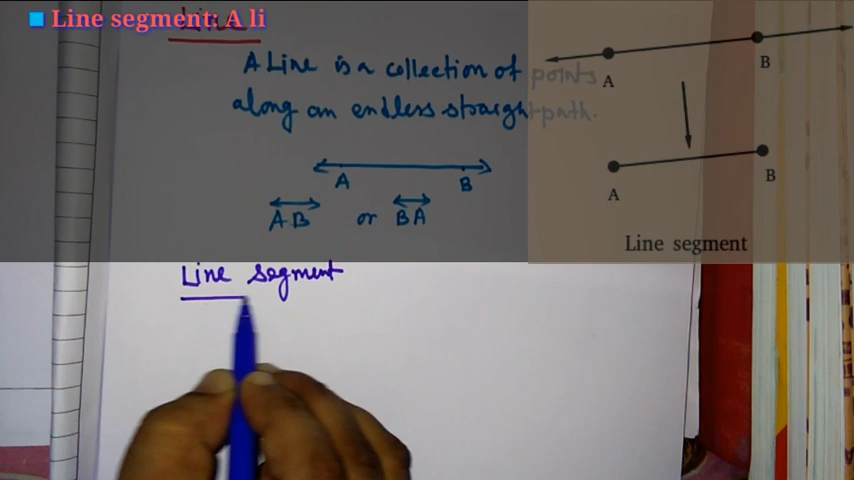 Line segment: A li
Line
A Line is a collection of points
along an endless straight path.
A B
A B
AB or BA
A B
Line segment
Line segment